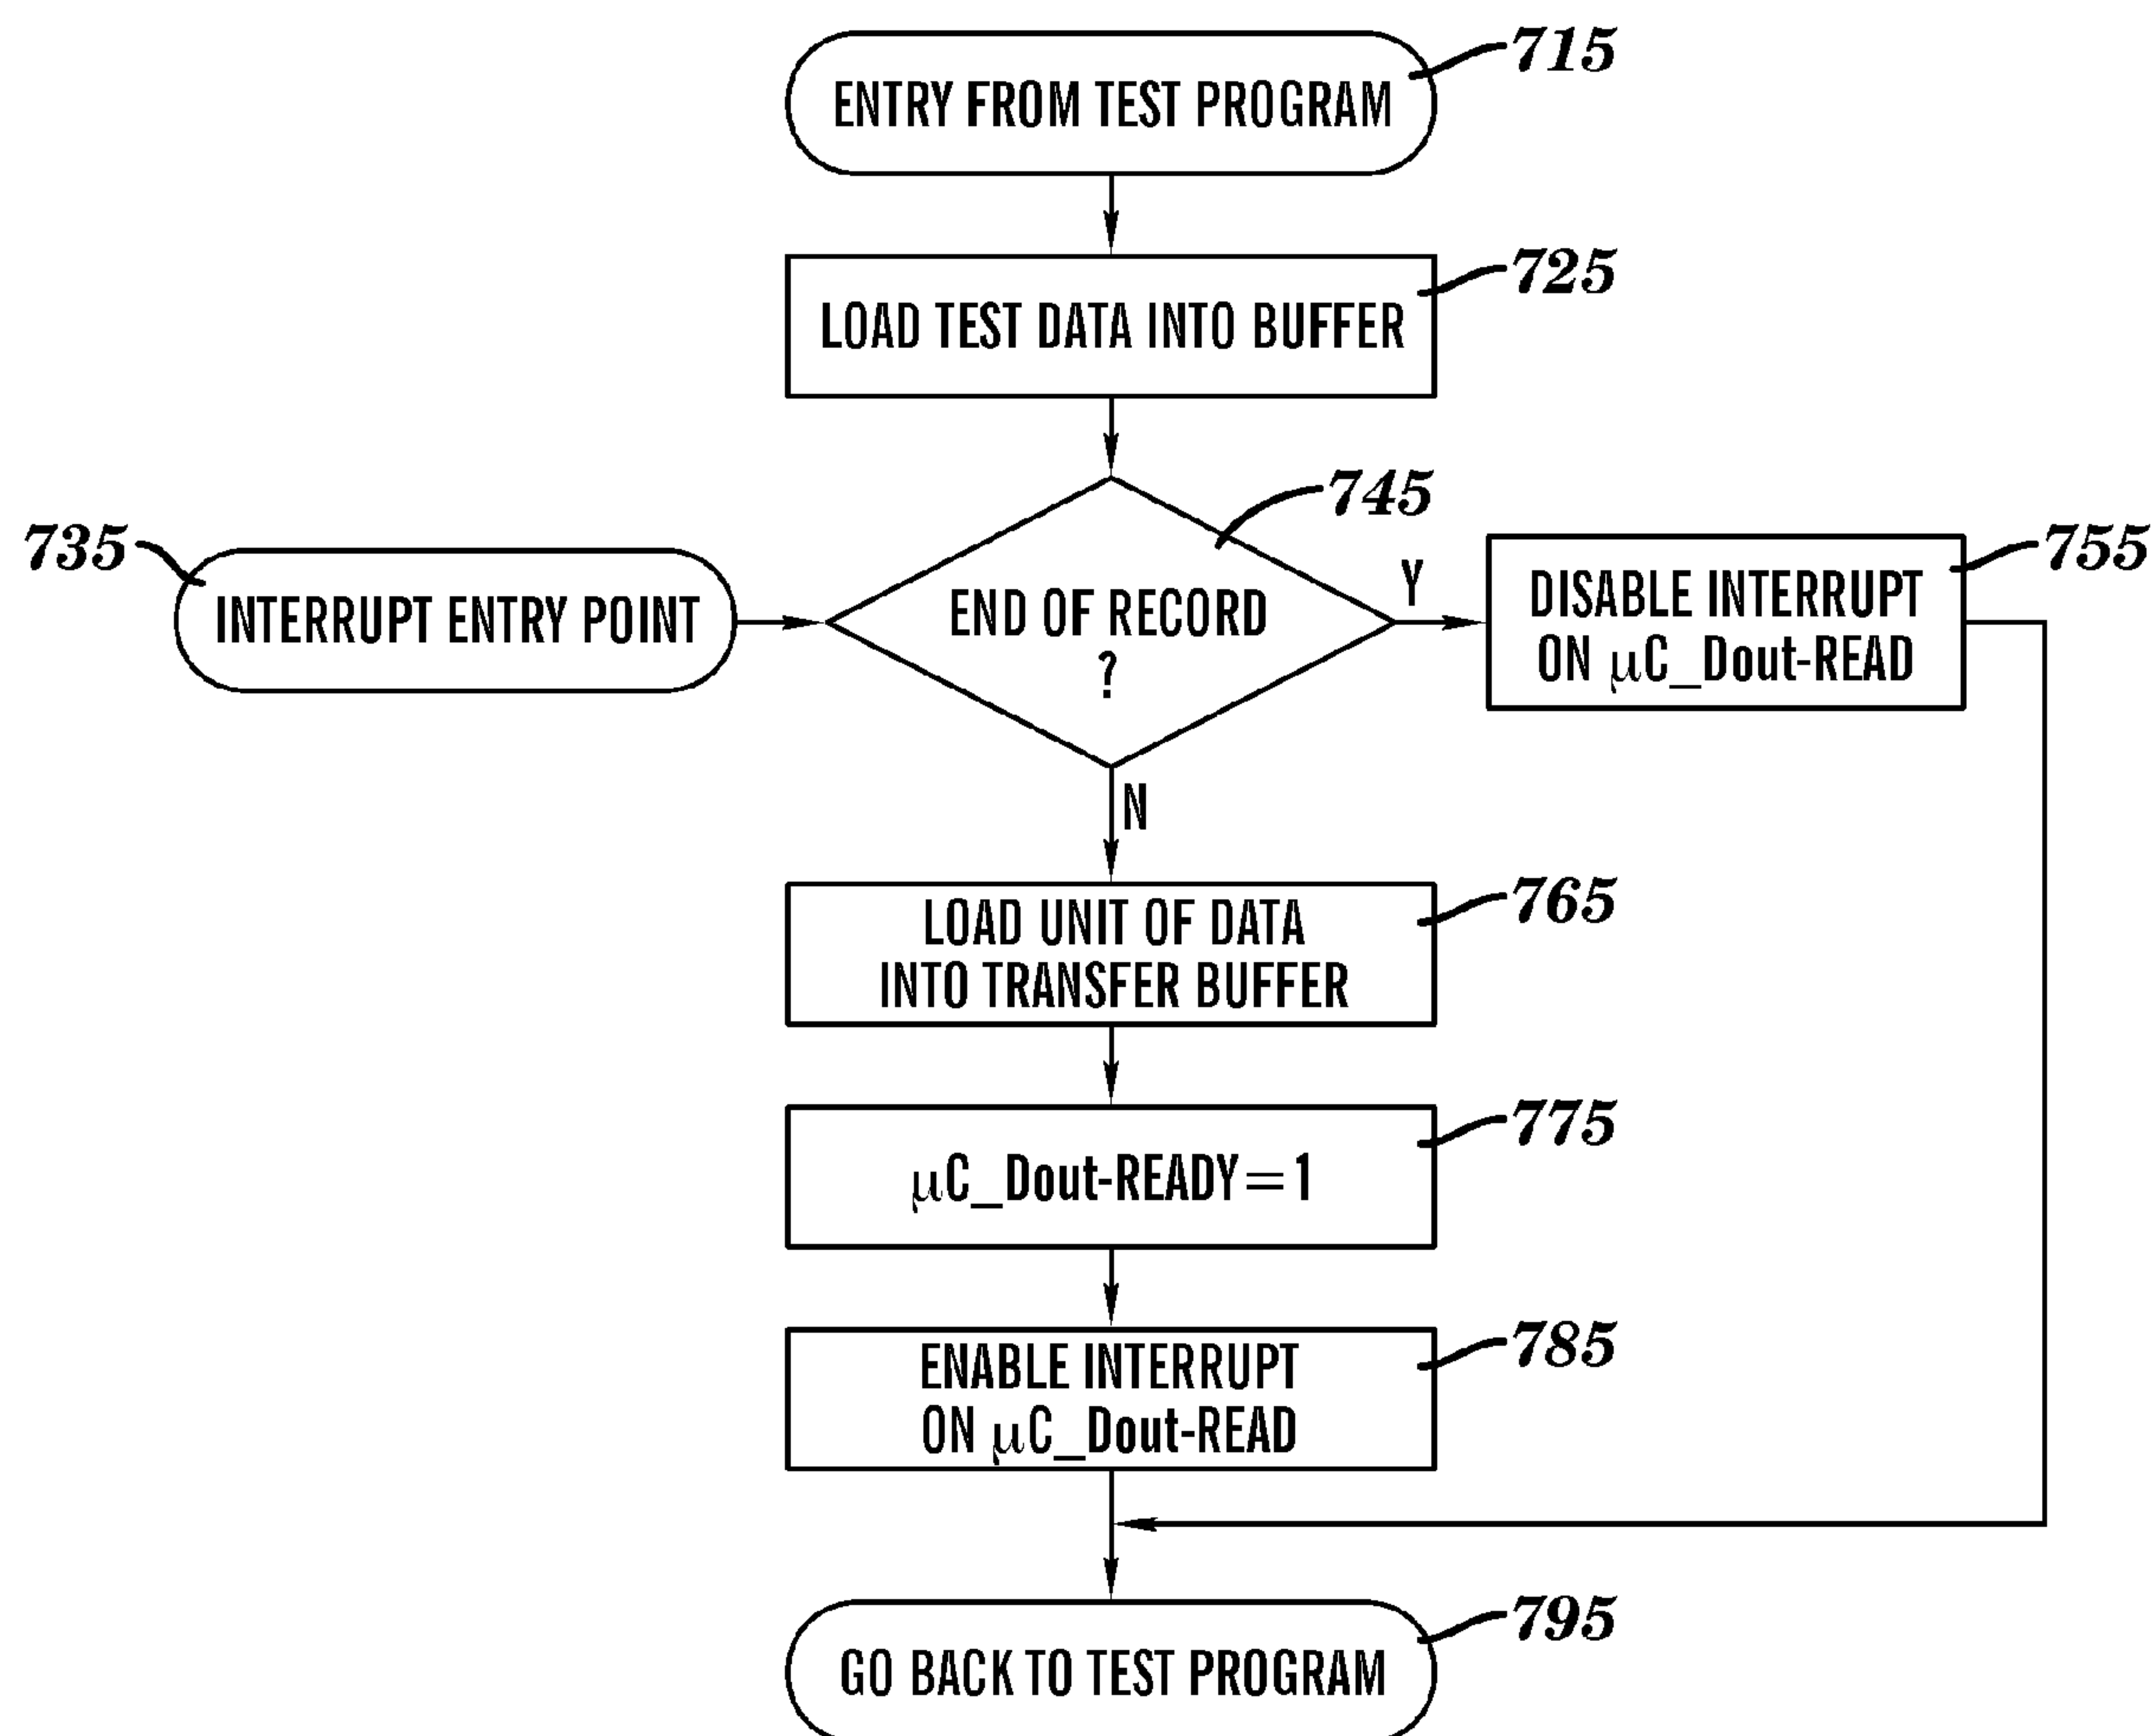 ENTRY FROM TEST PROGRAM
715
LOAD TEST DATA INTO BUFFER
725
745
735
INTERRUPT ENTRY POINT
END OF RECORD
?
Y
DISABLE INTERRUPT
ON μC_Dout-READ
755
N
LOAD UNIT OF DATA
INTO TRANSFER BUFFER
765
μC_Dout-READY=1
775
ENABLE INTERRUPT
ON μC_Dout-READ
785
GO BACK TO TEST PROGRAM
795